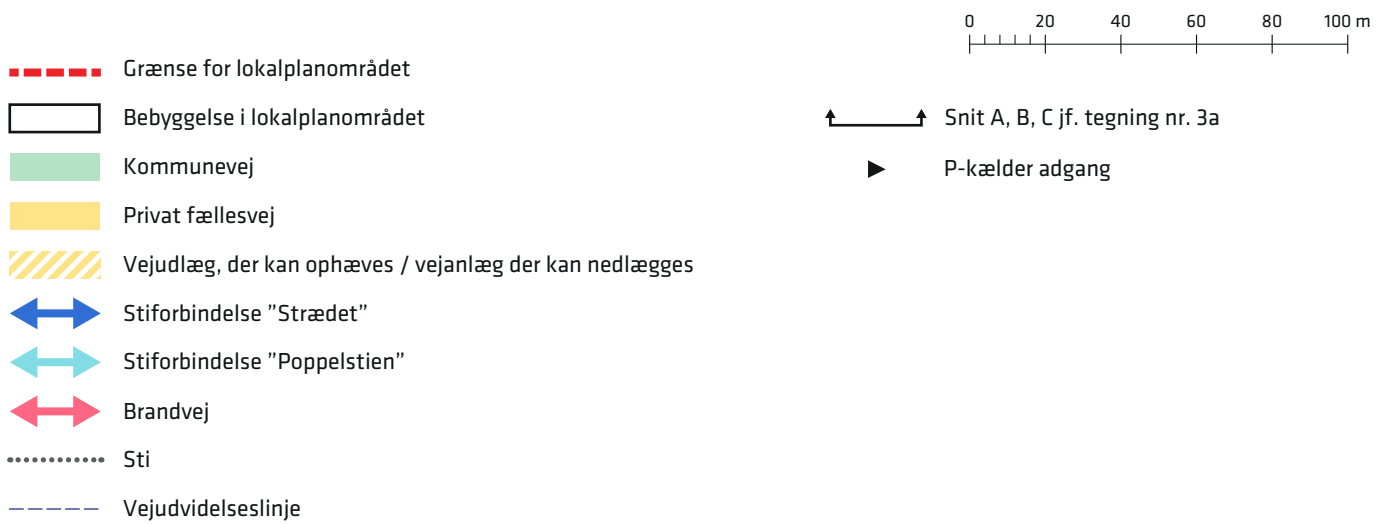 0 20 40 60 80 100 m
Grænse for lokalplanområdet
Bebyggelse i lokalplanområdet
Kommunevej
Privat fællesvej
Vejudlæg, der kan ophæves / vejanlæg der kan nedlægges
Stiforbindelse ”Strædet”
Stiforbindelse ”Poppelstien”
Brandvej
Sti
Vejudvidelseslinje
Snit A, B, C jf. tegning nr. 3a
P-kælder adgang